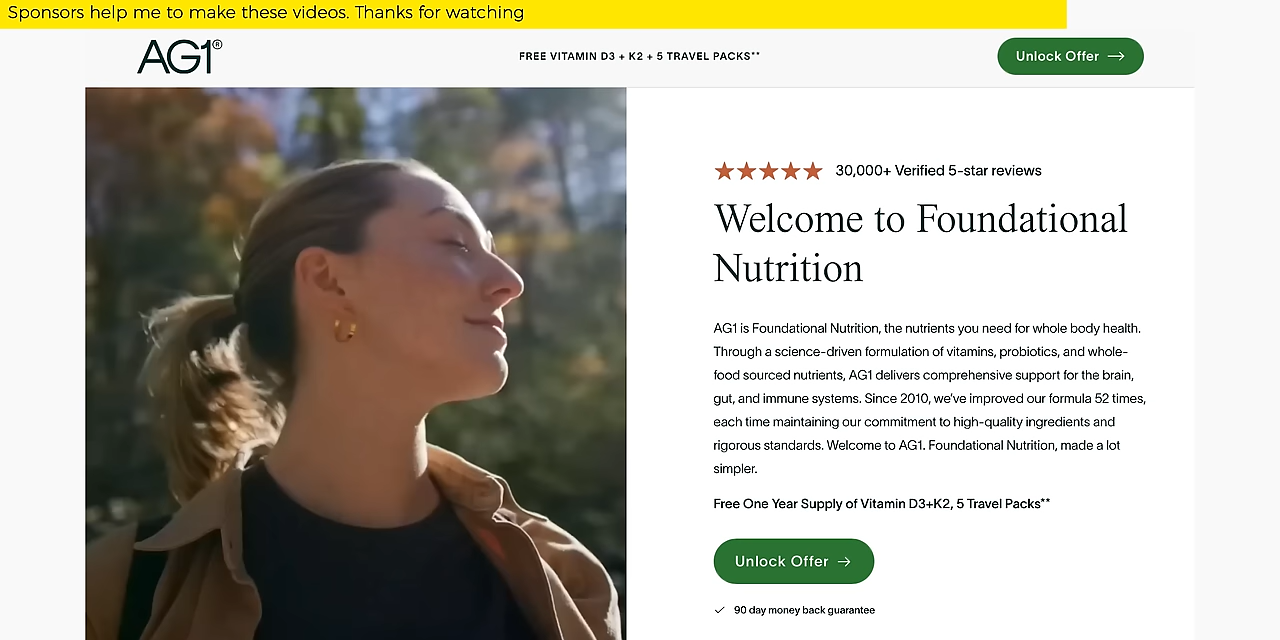 Sponsors help me to make these videos. Thanks for watching
AG1®
FREE VITAMIN D3 + K2 + 5 TRAVEL PACKS**
Unlock Offer →
30,000+ Verified 5-star reviews
Welcome to Foundational
Nutrition
AG1 is Foundational Nutrition, the nutrients you need for whole body health.
Through a science-driven formulation of vitamins, probiotics, and whole-
food sourced nutrients, AG1 delivers comprehensive support for the brain,
gut, and immune systems. Since 2010, we've improved our formula 52 times,
each time maintaining our commitment to high-quality ingredients and
rigorous standards. Welcome to AG1. Foundational Nutrition, made a lot
simpler.
Free One Year Supply of Vitamin D3+K2, 5 Travel Packs**
Unlock Offer →
90 day money back guarantee